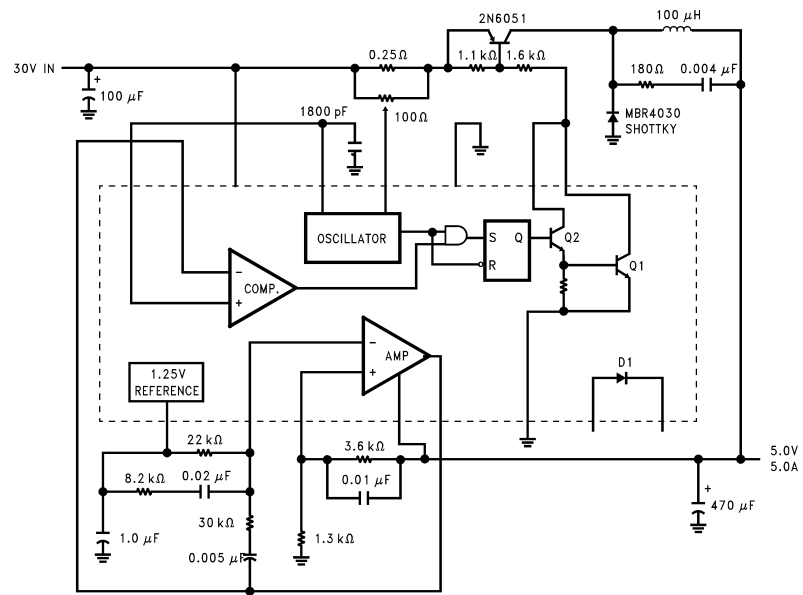 2N6051
100 μH
30V IN
0.25Ω
1.1 kΩ
1.6 kΩ
180Ω
0.004 μF
+
100 μF
1800 pF
100Ω
MBR4030
SHOTTKY
OSCILLATOR
S
Q
R
Q2
Q1
−
COMP.
+
−
AMP
+
D1
1.25V
REFERENCE
22 kΩ
3.6 kΩ
5.0V
5.0A
8.2 kΩ
0.02 μF
0.01 μF
+
470 μF
30 kΩ
1.0 μF
1.3 kΩ
0.005 μF